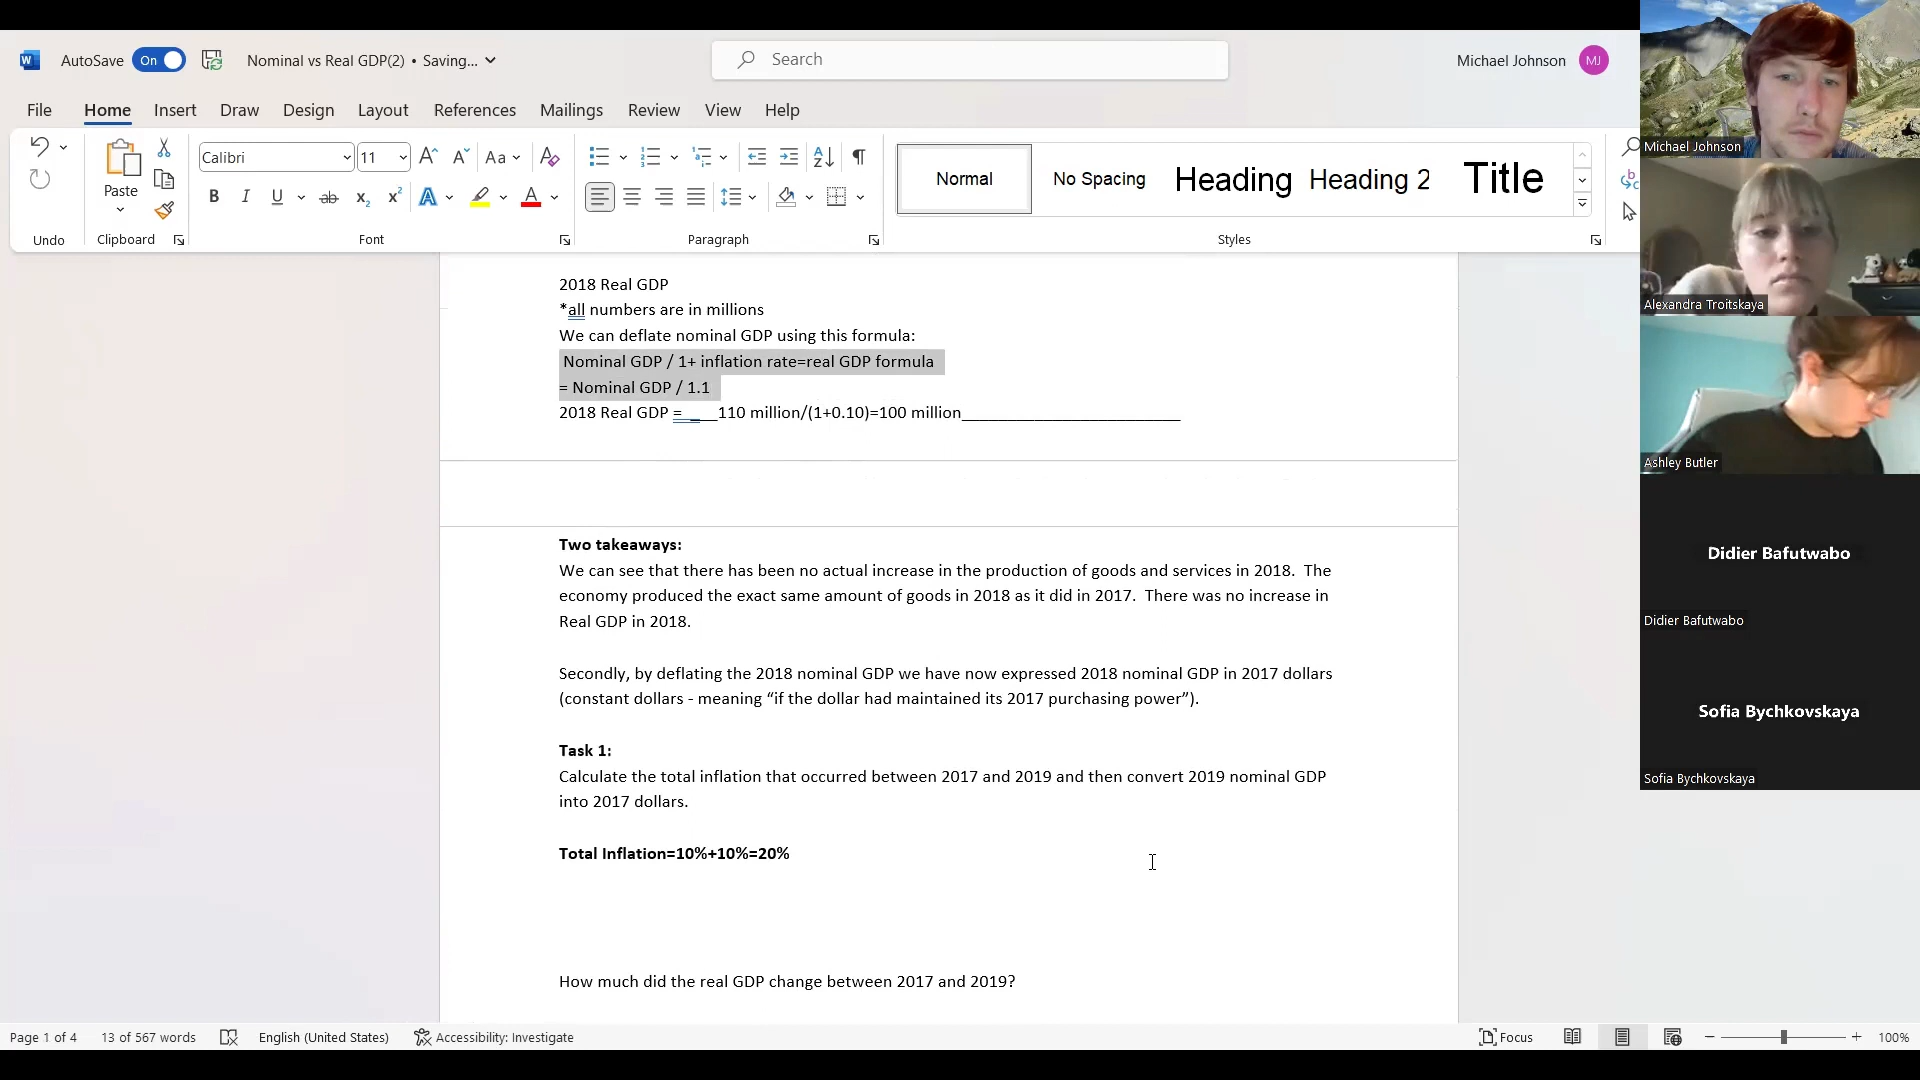 AutoSave On Nominal vs Real GDP(2) • Saving... Search Michael Johnson MJ
File Home Insert Draw Design Layout References Mailings Review View Help
Calibri 11 Aa
Paste
Normal No Spacing Heading Heading 2 Title
Undo Clipboard Font Paragraph Styles
2018 Real GDP
*all numbers are in millions
We can deflate nominal GDP using this formula:
Nominal GDP / 1+ inflation rate=real GDP formula
= Nominal GDP / 1.1
2018 Real GDP = ___110 million/(1+0.10)=100 million__________________________
Two takeaways:
We can see that there has been no actual increase in the production of goods and services in 2018. The
economy produced the exact same amount of goods in 2018 as it did in 2017. There was no increase in
Real GDP in 2018.
Secondly, by deflating the 2018 nominal GDP we have now expressed 2018 nominal GDP in 2017 dollars
(constant dollars - meaning “if the dollar had maintained its 2017 purchasing power”).
Task 1:
Calculate the total inflation that occurred between 2017 and 2019 and then convert 2019 nominal GDP
into 2017 dollars.
Total Inflation=10%+10%=20%
How much did the real GDP change between 2017 and 2019?
Page 1 of 4 13 of 567 words English (United States) Accessibility: Investigate Focus 100%
Michael Johnson
Alexandra Troitskaya
Ashley Butler
Didier Bafutwabo
Didier Bafutwabo
Sofia Bychkovskaya
Sofia Bychkovskaya